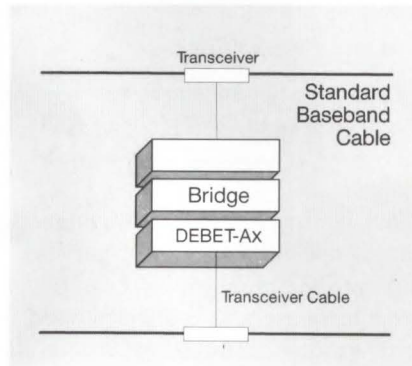 Transceiver
Standard
Baseband
Cable
Bridge
DEBET-Ax
Transceiver Cable